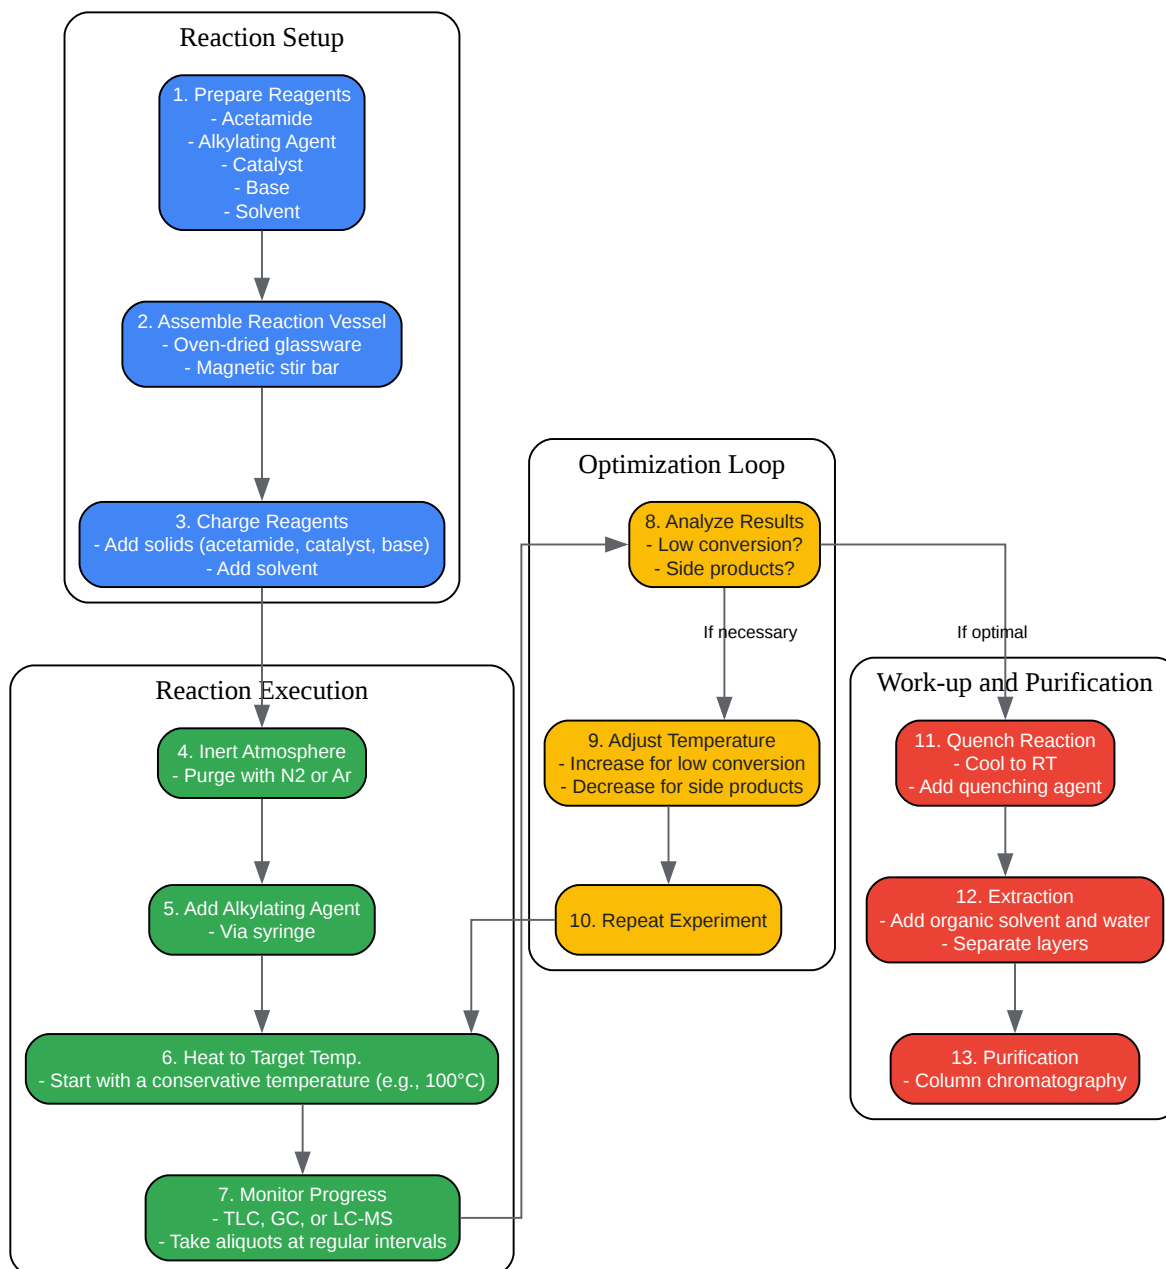 Reaction Setup
1. Prepare Reagents
- Acetamide
- Alkylating Agent
- Catalyst
- Base
- Solvent
2. Assemble Reaction Vessel
- Oven-dried glassware
- Magnetic stir bar
3. Charge Reagents
- Add solids (acetamide, catalyst, base)
- Add solvent
Reaction Execution
4. Inert Atmosphere
- Purge with N2 or Ar
5. Add Alkylating Agent
- Via syringe
6. Heat to Target Temp.
- Start with a conservative temperature (e.g., 100°C)
7. Monitor Progress
- TLC, GC, or LC-MS
- Take aliquots at regular intervals
Optimization Loop
8. Analyze Results
- Low conversion?
- Side products?
If necessary
9. Adjust Temperature
- Increase for low conversion
- Decrease for side products
10. Repeat Experiment
If optimal
Work-up and Purification
11. Quench Reaction
- Cool to RT
- Add quenching agent
12. Extraction
- Add organic solvent and water
- Separate layers
13. Purification
- Column chromatography